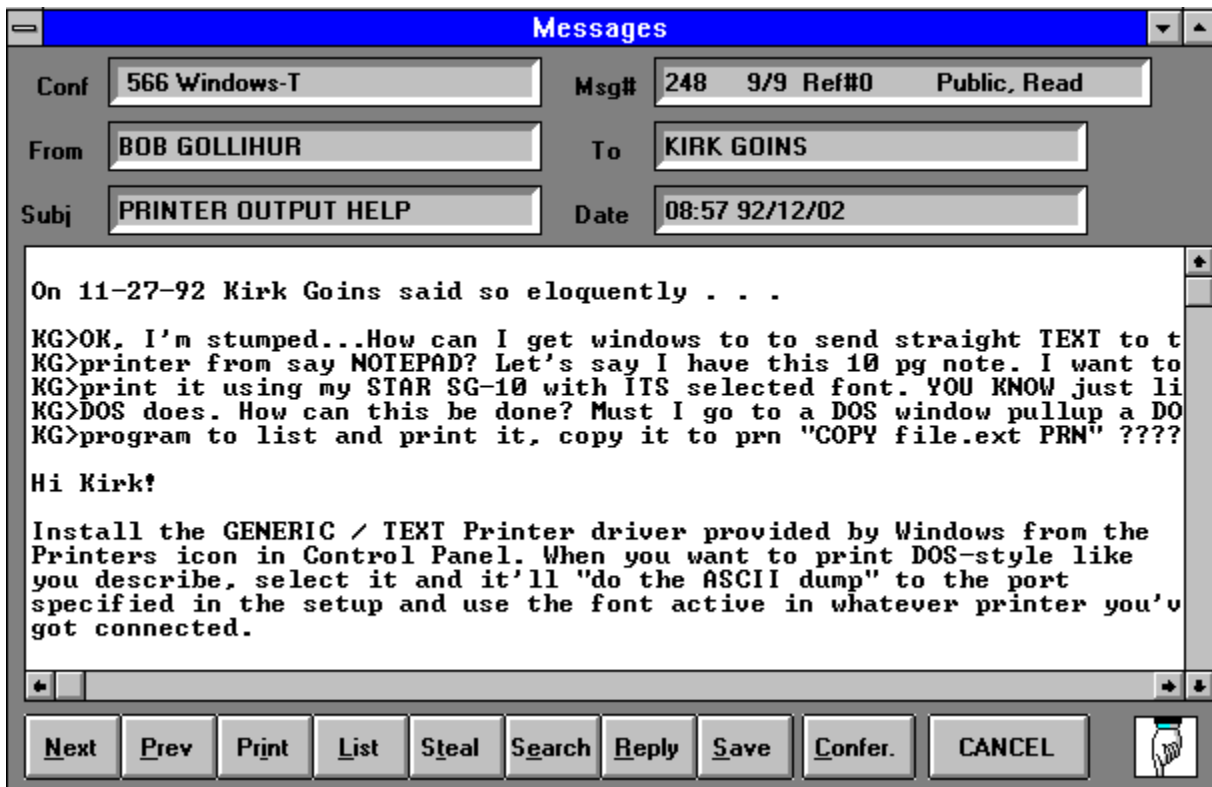 Messages
Conf 566 Windows-T Msg# 248 9/9 Ref#0 Public, Read
From BOB GOLLIHUR To KIRK GOINS
Subj PRINTER OUTPUT HELP Date 08:57 92/12/02
On 11-27-92 Kirk Goins said so eloquently . . .
KG>OK, I'm stumped...How can I get windows to to send straight TEXT to t
KG>printer from say NOTEPAD? Let's say I have this 10 pg note. I want to
KG>print it using my STAR SG-10 with ITS selected font. YOU KNOW just li
KG>DOS does. How can this be done? Must I go to a DOS window pullup a DO
KG>program to list and print it, copy it to prn "COPY file.ext PRN" ????
Hi Kirk!
Install the GENERIC / TEXT Printer driver provided by Windows from the
Printers icon in Control Panel. When you want to print DOS-style like
you describe, select it and it'll "do the ASCII dump" to the port
specified in the setup and use the font active in whatever printer you'v
got connected.
Next Prev Print List Steal Search Reply Save Confer. CANCEL